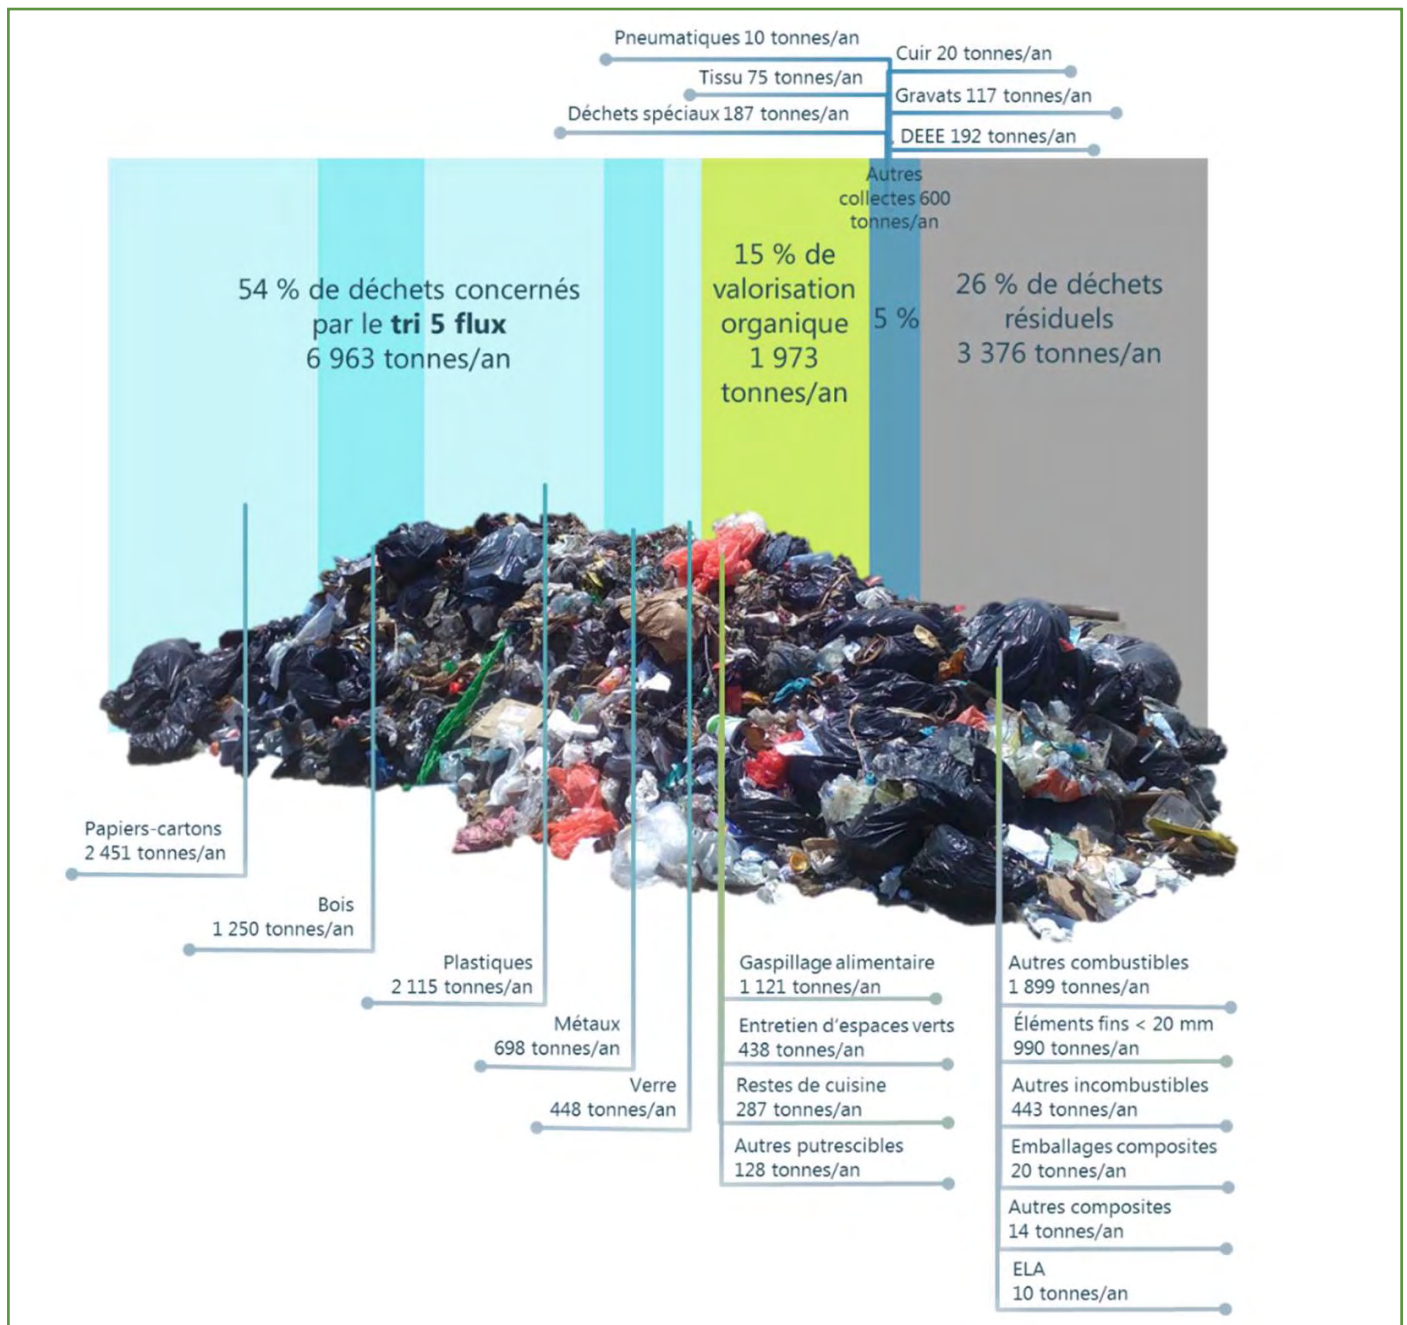 Pneumatiques 10 tonnes/an
Cuir 20 tonnes/an
Tissu 75 tonnes/an
Gravats 117 tonnes/an
Déchets spéciaux 187 tonnes/an
DEEE 192 tonnes/an
Autres
collectes 600
tonnes/an
54 % de déchets concernés
par le tri 5 flux
6 963 tonnes/an
15 % de
valorisation
organique
1 973
tonnes/an
5 %
26 % de déchets
résiduels
3 376 tonnes/an
Papiers-cartons
2 451 tonnes/an
Bois
1 250 tonnes/an
Plastiques
2 115 tonnes/an
Métaux
698 tonnes/an
Verre
448 tonnes/an
Gaspillage alimentaire
1 121 tonnes/an
Entretien d'espaces verts
438 tonnes/an
Restes de cuisine
287 tonnes/an
Autres putrescibles
128 tonnes/an
Autres combustibles
1 899 tonnes/an
Éléments fins < 20 mm
990 tonnes/an
Autres incombustibles
443 tonnes/an
Emballages composites
20 tonnes/an
Autres composites
14 tonnes/an
ELA
10 tonnes/an